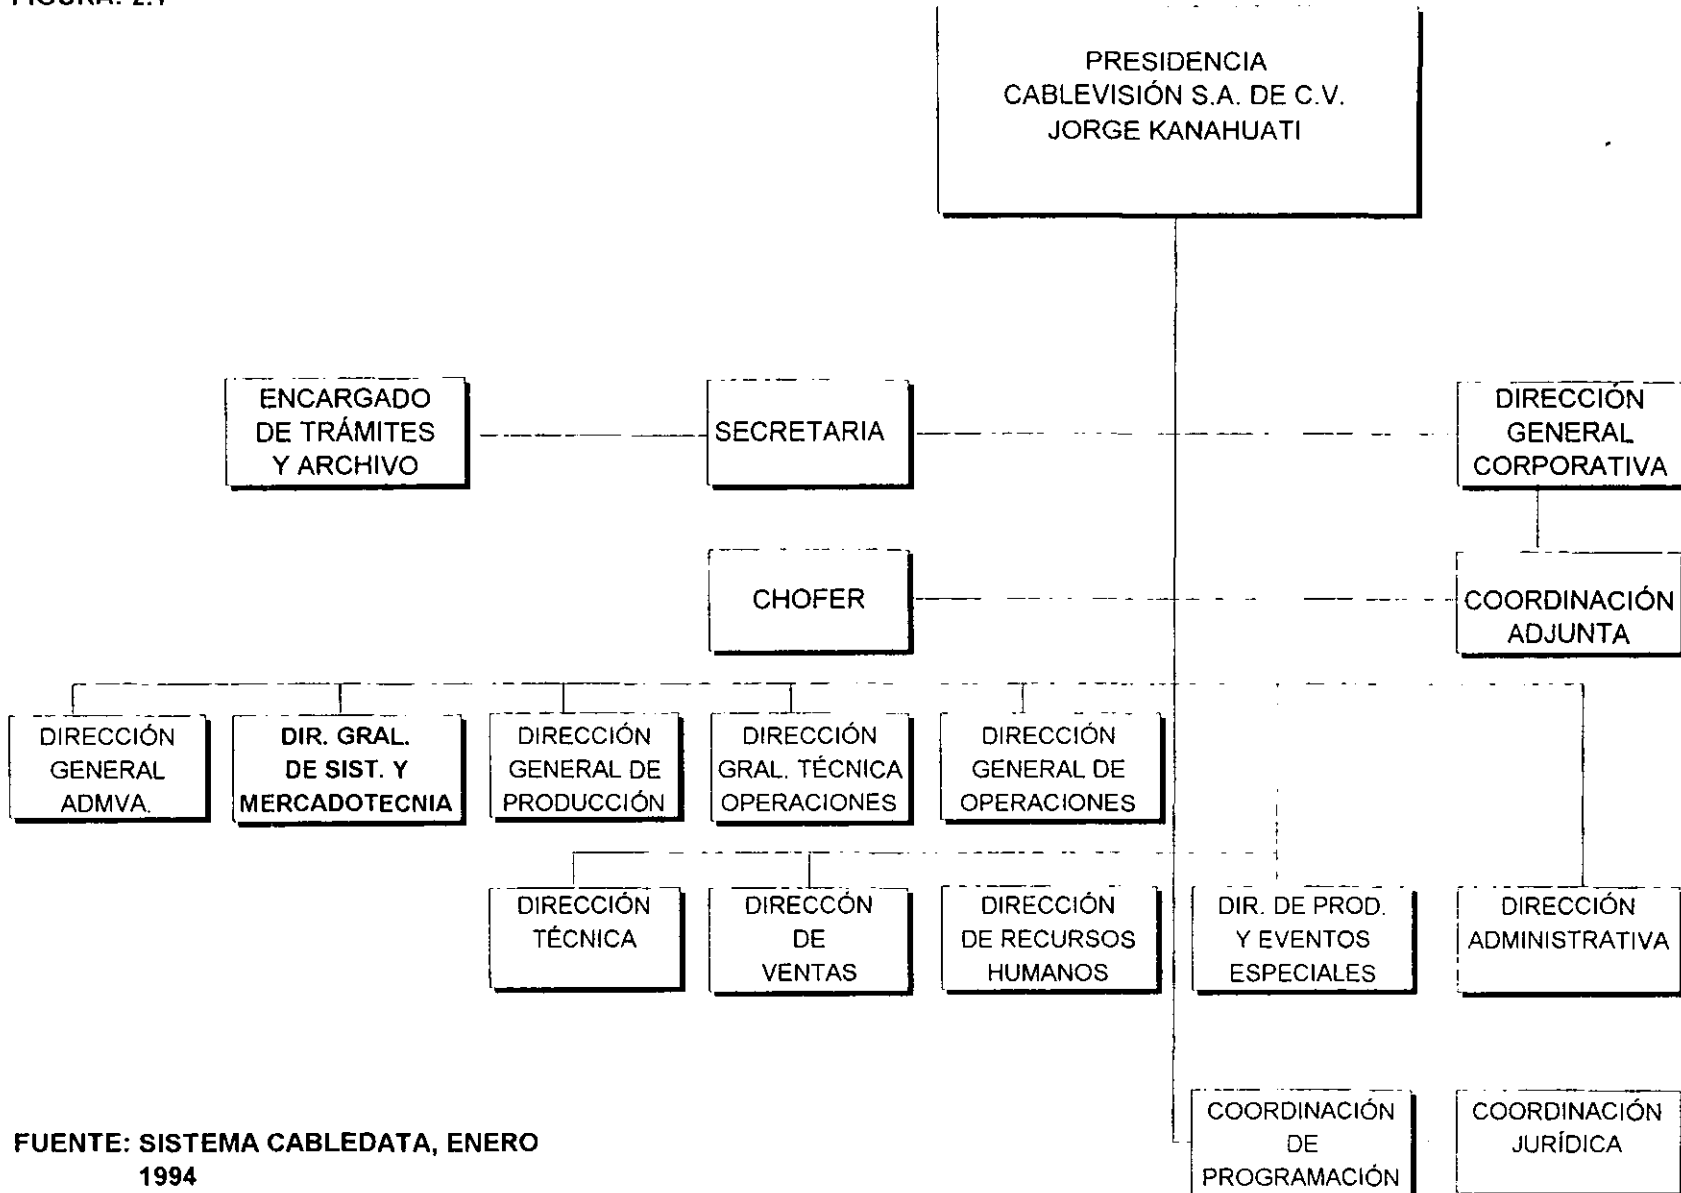 PRESIDENCIA
CABLEVISIÓN S.A. DE C.V.
JORGE KANAHUATI
ENCARGADO
DE TRÁMITES
Y ARCHIVO
SECRETARIA
DIRECCIÓN
GENERAL
CORPORATIVA
CHOFER
COORDINACIÓN
ADJUNTA
DIRECCIÓN
GENERAL
ADMVA.
DIR. GRAL.
DE SIST. Y
MERCADOTECNIA
DIRECCIÓN
GENERAL DE
PRODUCCIÓN
DIRECCIÓN
GRAL. TÉCNICA
OPERACIONES
DIRECCIÓN
GENERAL DE
OPERACIONES
DIRECCIÓN
TÉCNICA
DIRECCÓN
DE
VENTAS
DIRECCIÓN
DE RECURSOS
HUMANOS
DIR. DE PROD.
Y EVENTOS
ESPECIALES
DIRECCIÓN
ADMINISTRATIVA
COORDINACIÓN
DE
PROGRAMACIÓN
COORDINACIÓN
JURÍDICA
FUENTE: SISTEMA CABLEDATA, ENERO
1994